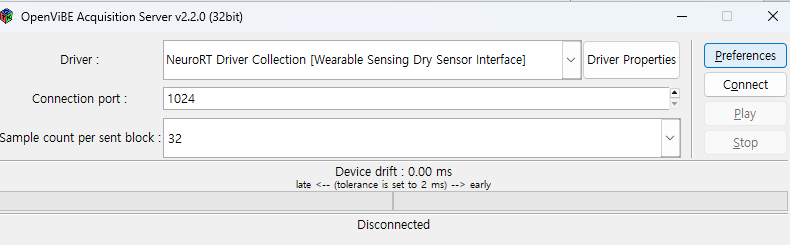 OpenViBE Acquisition Server v2.2.0 (32bit)
Driver : NeuroRT Driver Collection [Wearable Sensing Dry Sensor Interface] Driver Properties Preferences
Connection port : 1024 Connect
Play
Sample count per sent block : 32 Stop
Device drift : 0.00 ms
late <-- (tolerance is set to 2 ms) --> early
Disconnected